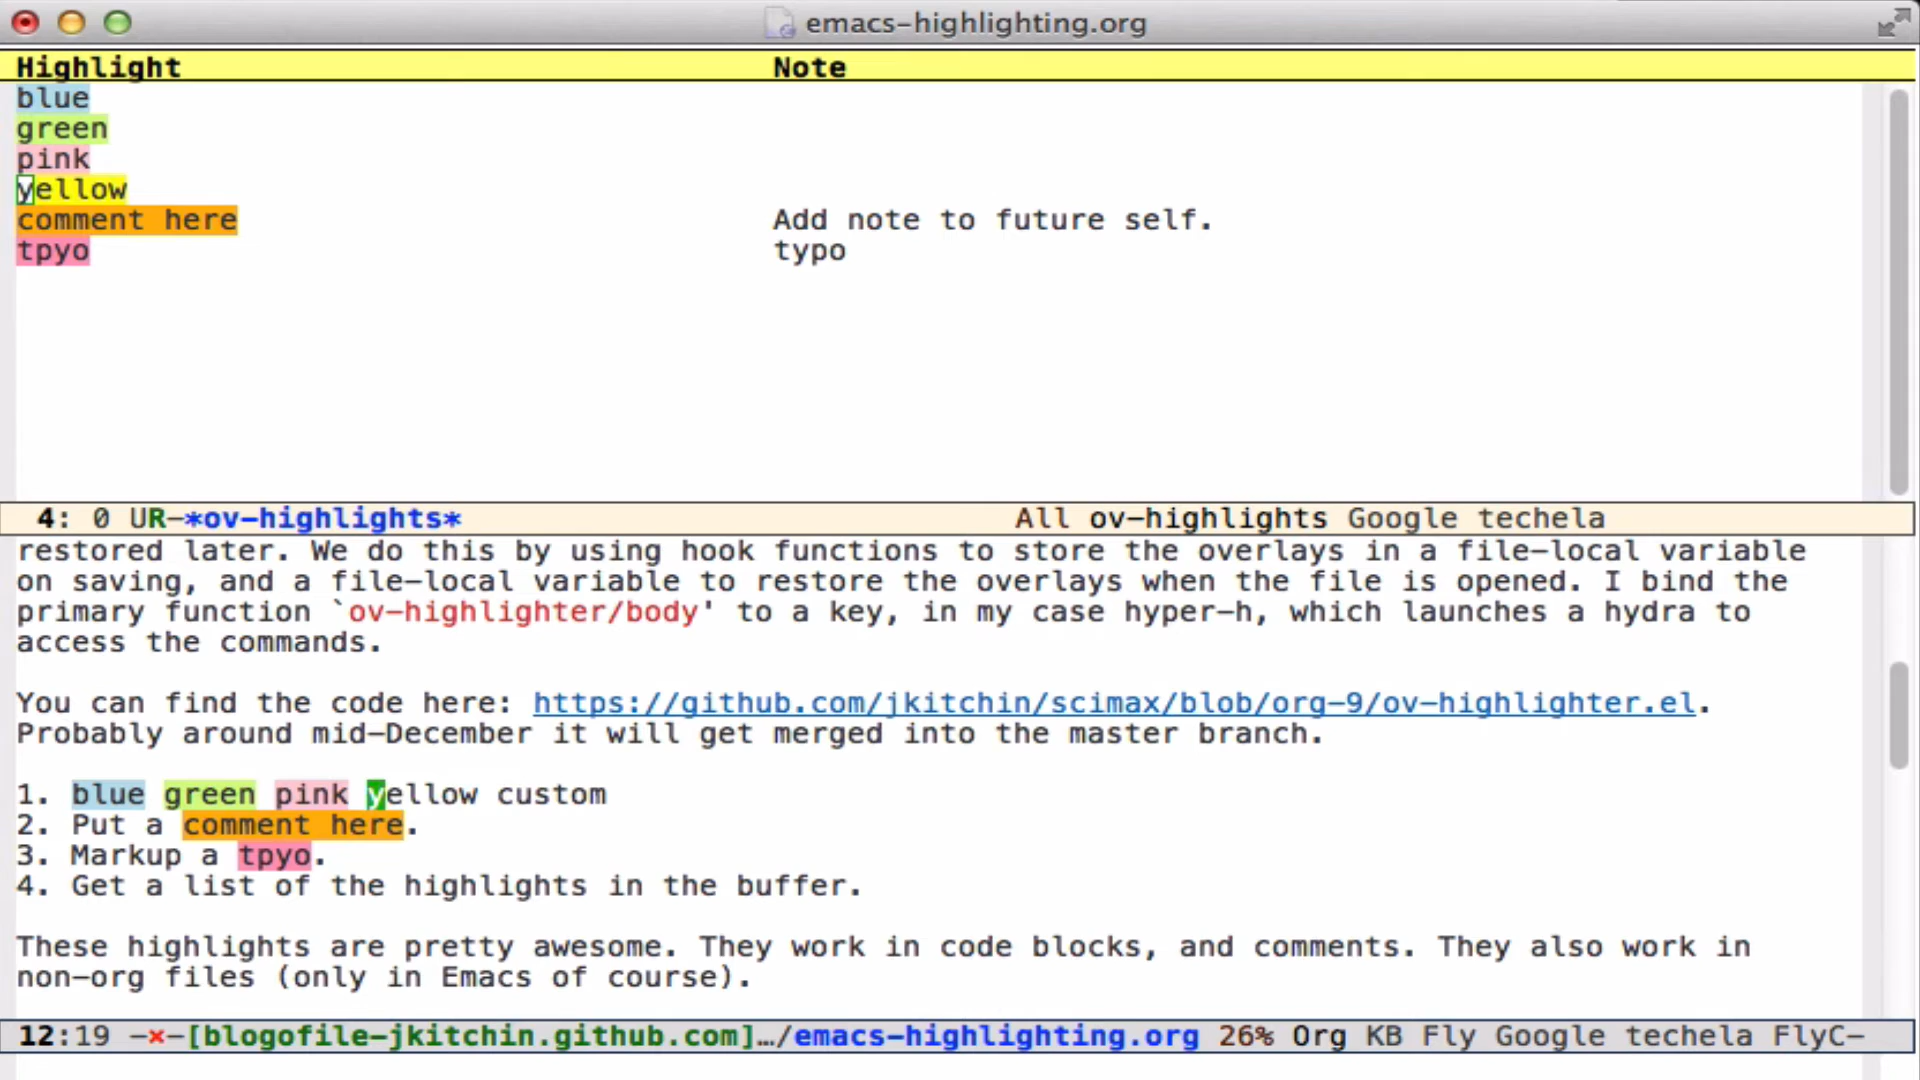 emacs-highlighting.org
Highlight Note
blue
green
pink
yellow
comment here Add note to future self.
tpyo typo
4: 0 UR-*ov-highlights* All ov-highlights Google techela
restored later. We do this by using hook functions to store the overlays in a file-local variable
on saving, and a file-local variable to restore the overlays when the file is opened. I bind the
primary function `ov-highlighter/body' to a key, in my case hyper-h, which launches a hydra to
access the commands.
You can find the code here: https://github.com/jkitchin/scimax/blob/org-9/ov-highlighter.el.
Probably around mid-December it will get merged into the master branch.
1. blue green pink yellow custom
2. Put a comment here.
3. Markup a tpyo.
4. Get a list of the highlights in the buffer.
These highlights are pretty awesome. They work in code blocks, and comments. They also work in
non-org files (only in Emacs of course).
12:19 -×-[blogofile-jkitchin.github.com]…/emacs-highlighting.org 26% Org KB Fly Google techela FlyC-